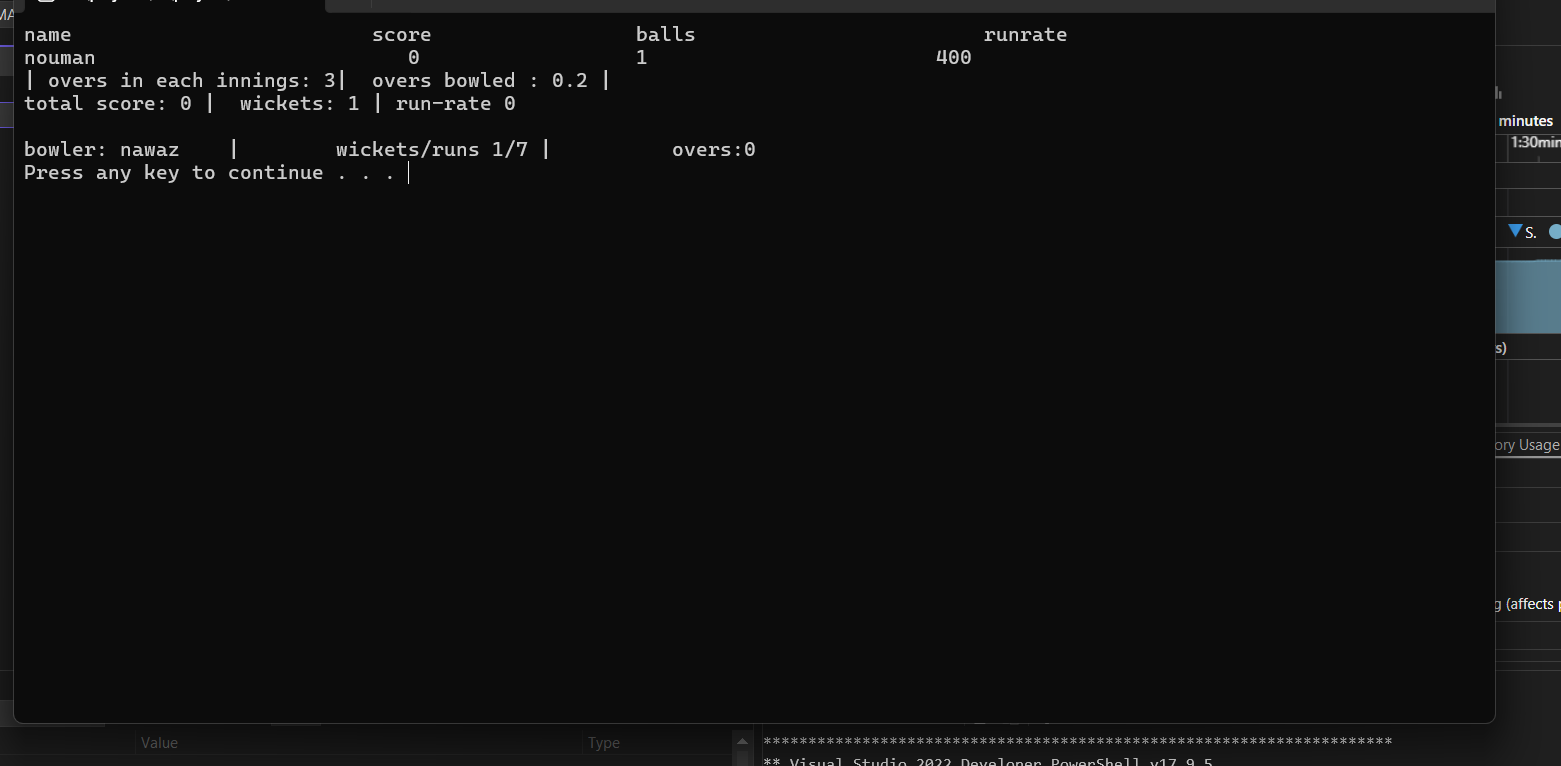 name score balls runrate
nouman 0 1 400
| overs in each innings: 3| overs bowled : 0.2 |
total score: 0 | wickets: 1 | run-rate 0
bowler: nawaz | wickets/runs 1/7 | overs:0
Press any key to continue . . .
minutes
1:30min
S.
s)
ory Usage
g (affects
Value Type
**********************************************************************
** Visual Studio 2022 Developer PowerShell v17.9.5